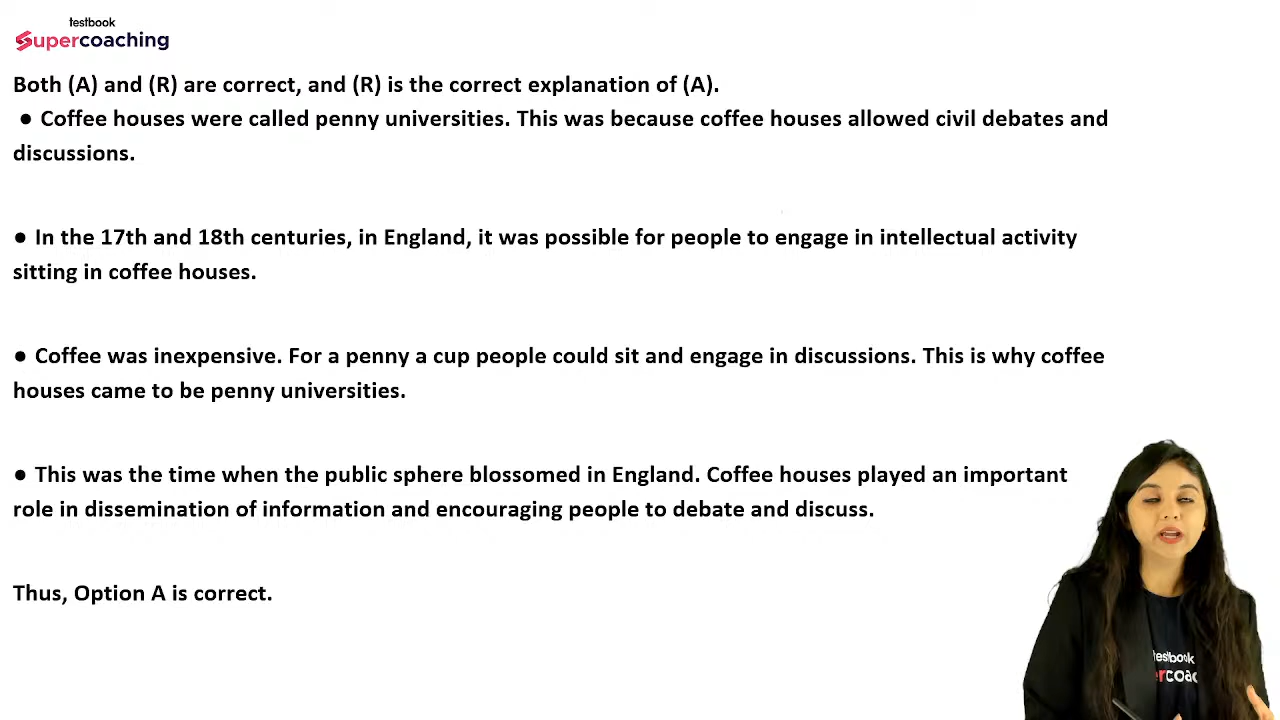 testbook
Supercoaching
Both (A) and (R) are correct, and (R) is the correct explanation of (A).
● Coffee houses were called penny universities. This was because coffee houses allowed civil debates and
discussions.
● In the 17th and 18th centuries, in England, it was possible for people to engage in intellectual activity
sitting in coffee houses.
● Coffee was inexpensive. For a penny a cup people could sit and engage in discussions. This is why coffee
houses came to be penny universities.
● This was the time when the public sphere blossomed in England. Coffee houses played an important
role in dissemination of information and encouraging people to debate and discuss.
Thus, Option A is correct.
testbook
ercoac